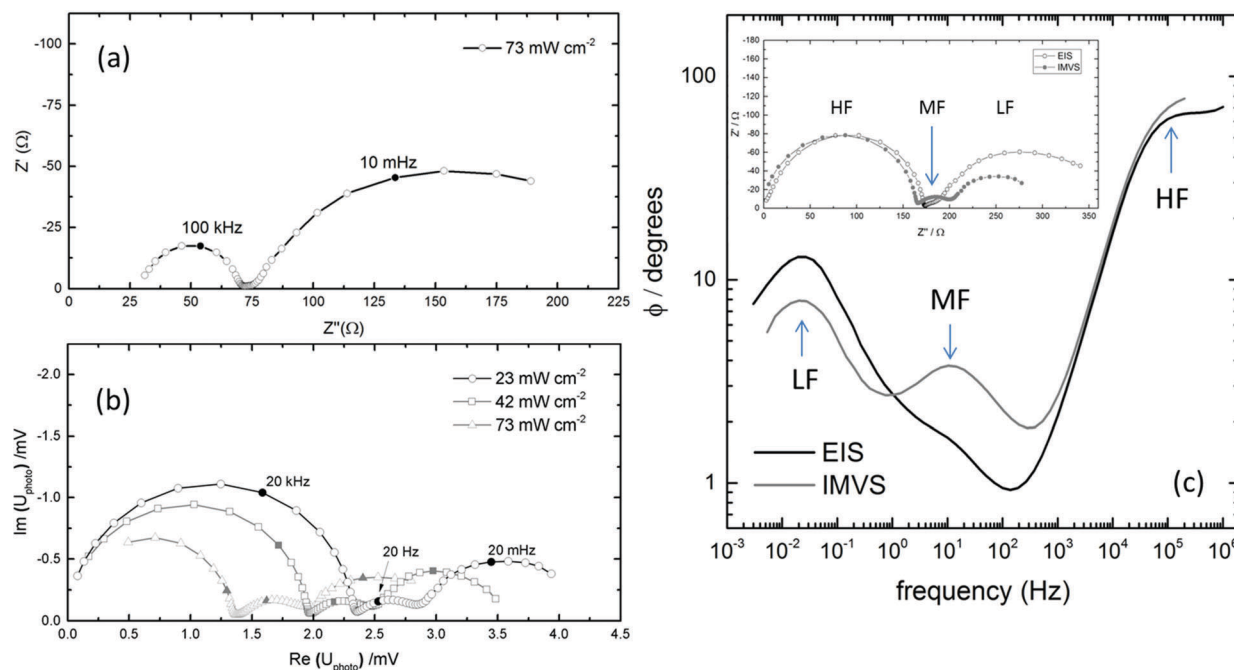 (a)
73 mW cm⁻²
-100
-75
-50
-25
0
Z' (Ω)
100 kHz
10 mHz
0 25 50 75 100 125 150 175 200 225
Z"(Ω)
(b)
23 mW cm⁻²
42 mW cm⁻²
73 mW cm⁻²
-2.0
-1.5
-1.0
-0.5
0.0
Im (U_photo) /mV
20 kHz
20 Hz
20 mHz
0.0 0.5 1.0 1.5 2.0 2.5 3.0 3.5 4.0 4.5
Re (U_photo) /mV
100
10
1
ϕ / degrees
-180
-160
-140
-120
-100
-80
-60
-40
-20
0
Z'/ Ω
EIS
IMVS
HF MF LF
0 50 100 150 200 250 300 350
Z'' / Ω
HF
MF
LF
EIS
IMVS
(c)
10⁻³ 10⁻² 10⁻¹ 10⁰ 10¹ 10² 10³ 10⁴ 10⁵ 10⁶
frequency (Hz)